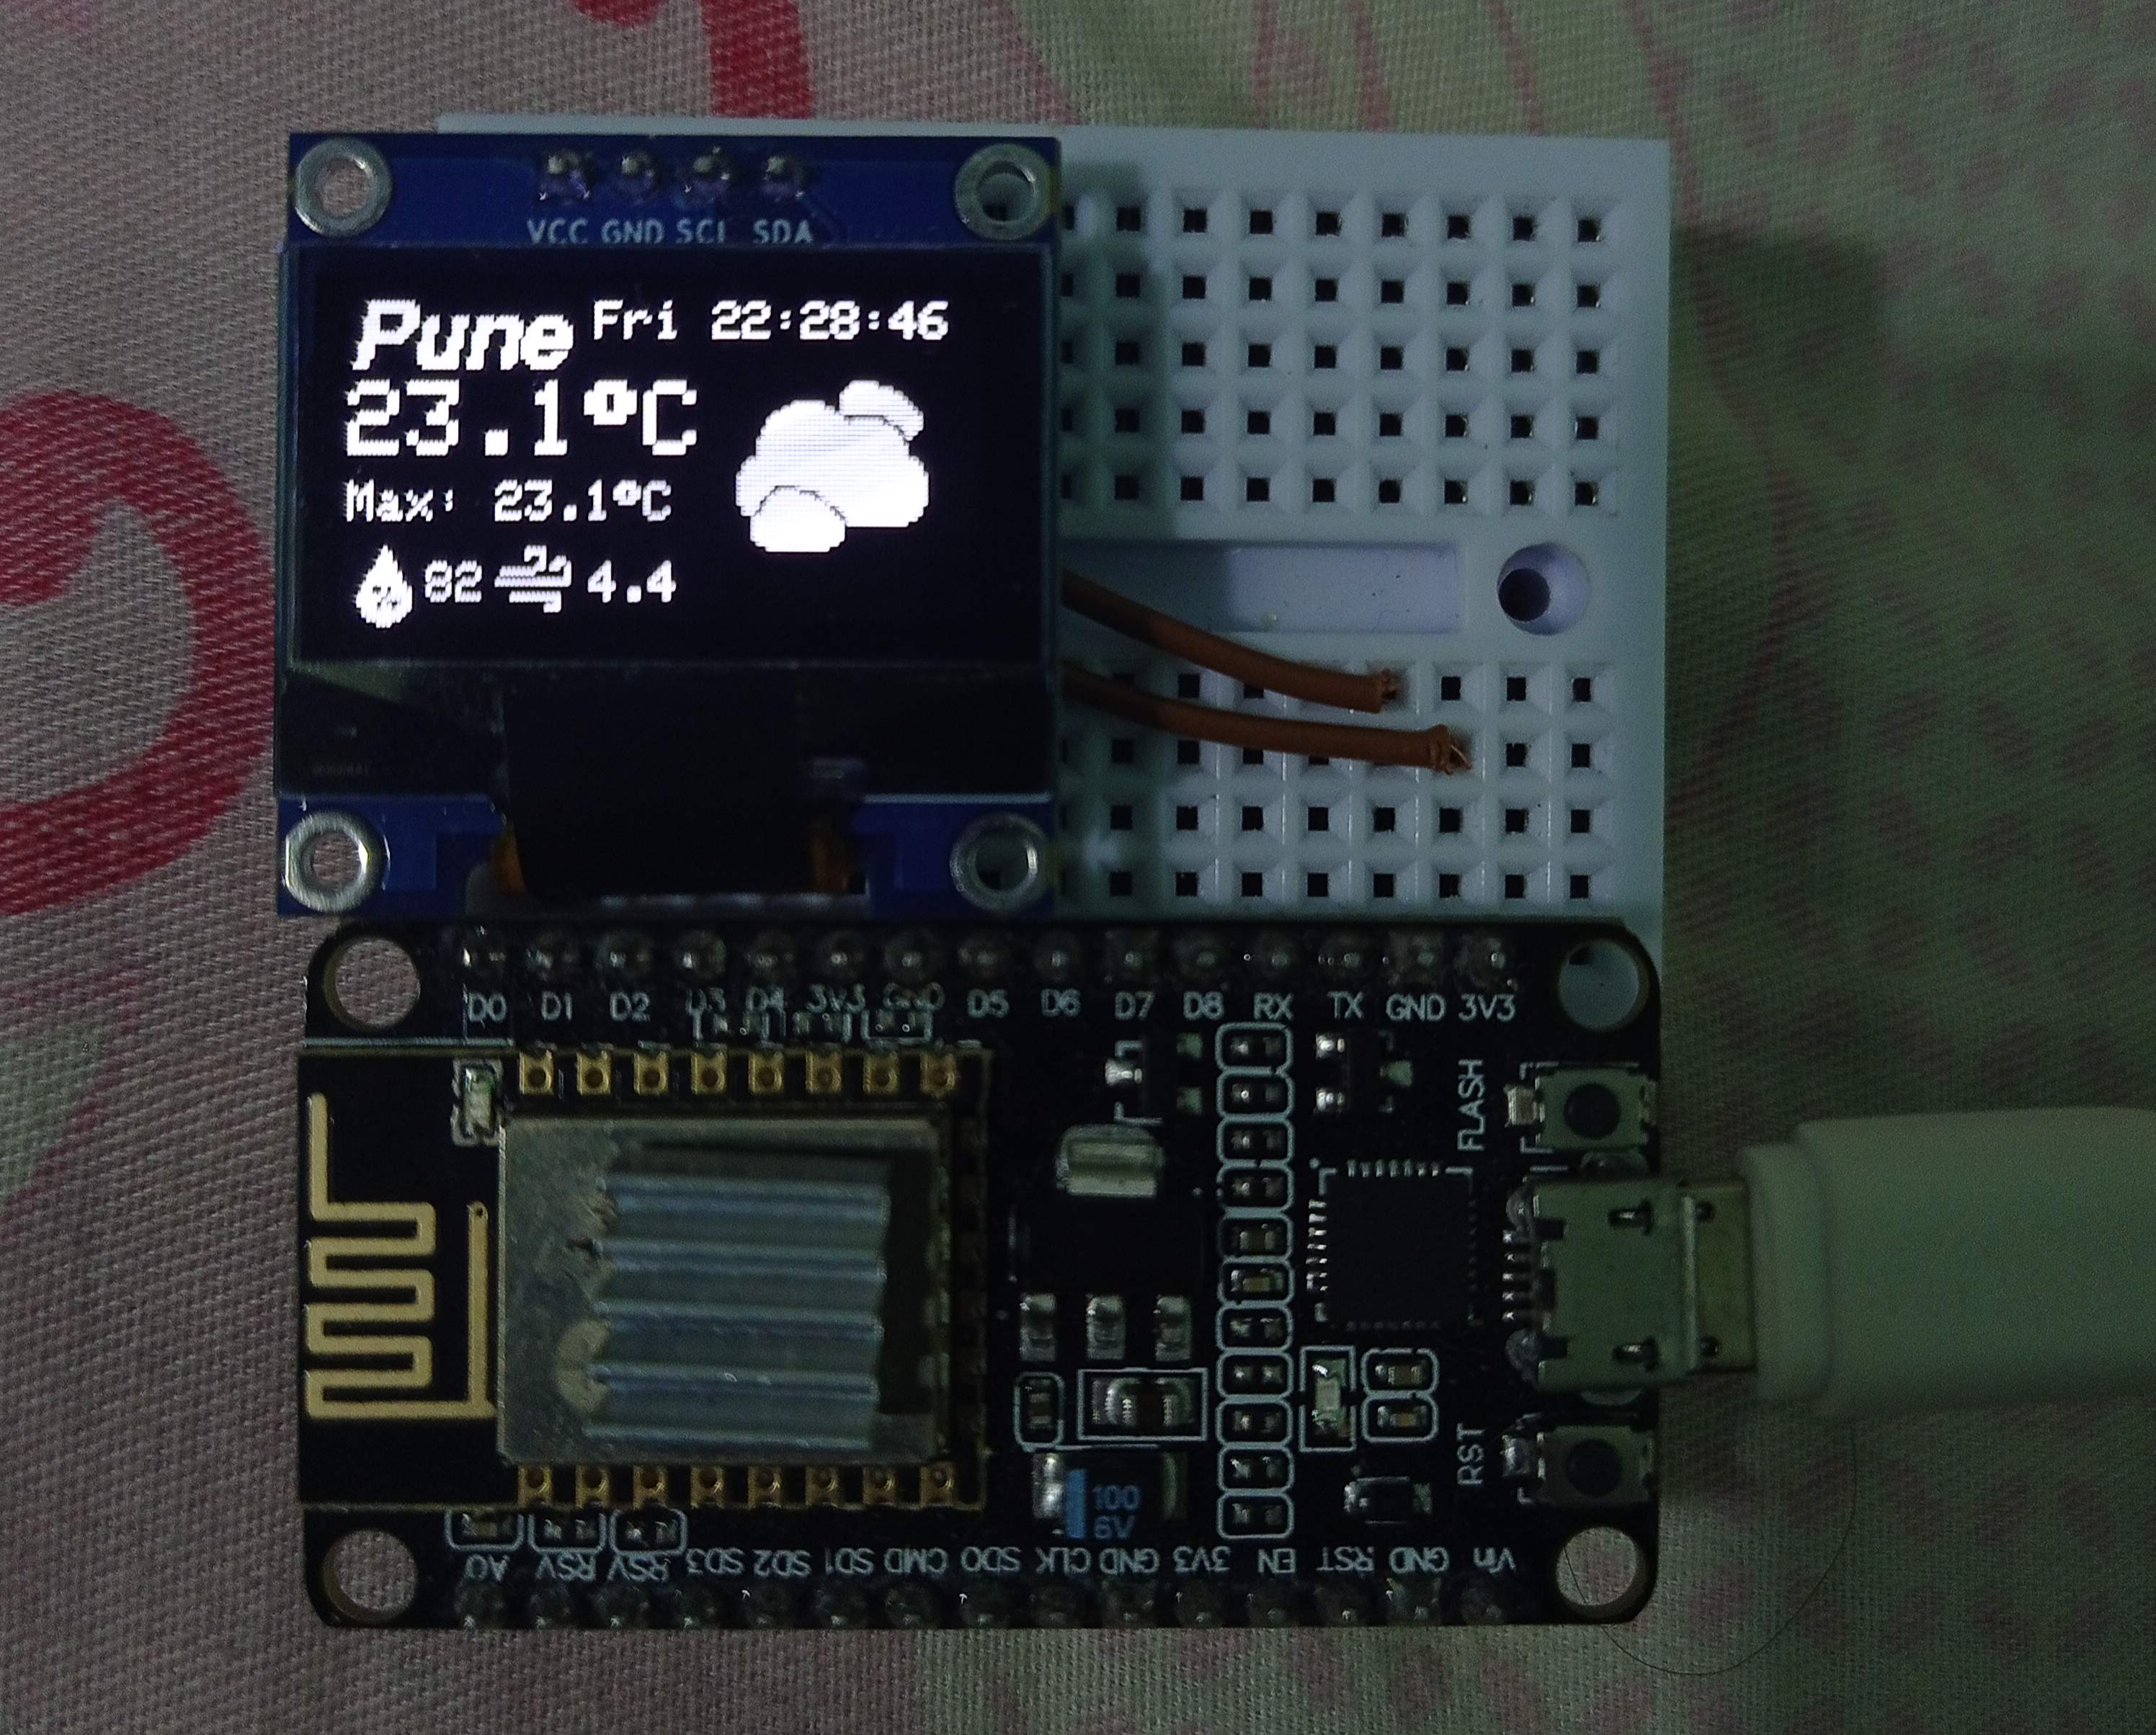 VCC GND SCL SDA
Pune Fri 22:28:46
23.1°C
Max: 23.1°C
% 82 4.4
D0 D1 D2 D3 D4 3V3 GND D5 D6 D7 D8 RX TX GND 3V3
FLASH
RST
100
6V
A0 RSV RSV SD3 SD2 SD1 CMD SD0 CLK GND 3V3 EN RST GND Vin